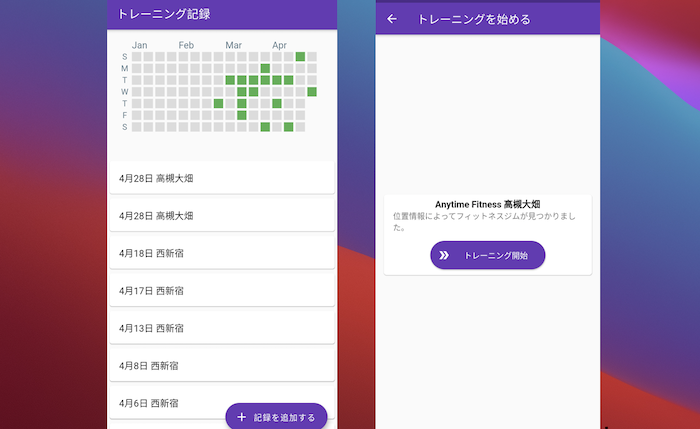 トレーニング記録
Jan Feb Mar Apr
S
M
T
W
T
F
S
4月28日 高槻大畑
4月28日 高槻大畑
4月18日 西新宿
4月17日 西新宿
4月13日 西新宿
4月8日 西新宿
4月6日 西新宿
+ 記録を追加する
トレーニングを始める
Anytime Fitness 高槻大畑
位置情報によってフィットネスジムが見つかりまし
た。
トレーニング開始